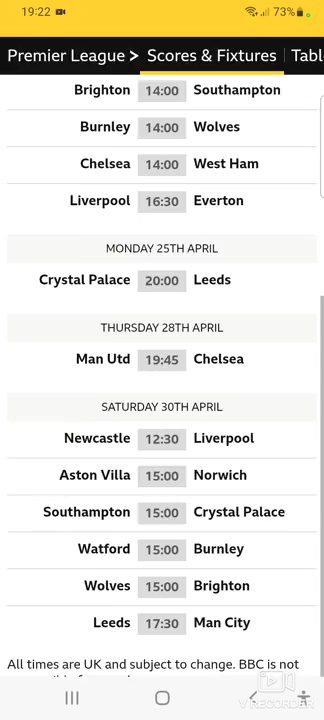 19:22 73%
Premier League > Scores & Fixtures Tabl
Brighton 14:00 Southampton
Burnley 14:00 Wolves
Chelsea 14:00 West Ham
Liverpool 16:30 Everton
MONDAY 25TH APRIL
Crystal Palace 20:00 Leeds
THURSDAY 28TH APRIL
Man Utd 19:45 Chelsea
SATURDAY 30TH APRIL
Newcastle 12:30 Liverpool
Aston Villa 15:00 Norwich
Southampton 15:00 Crystal Palace
Watford 15:00 Burnley
Wolves 15:00 Brighton
Leeds 17:30 Man City
All times are UK and subject to change. BBC is not
V RECORDER